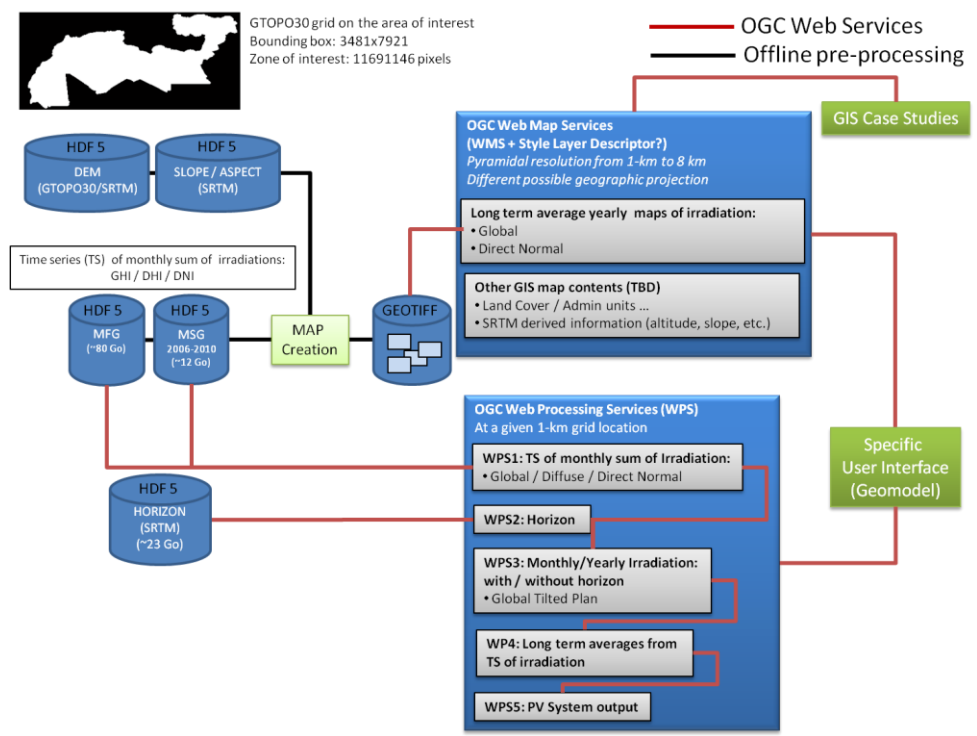 GTOPO30 grid on the area of interest
Bounding box: 3481x7921
Zone of interest: 11691146 pixels
OGC Web Services
Offline pre-processing
GIS Case Studies
OGC Web Map Services
(WMS + Style Layer Descriptor?)
Pyramidal resolution from 1-km to 8 km
Different possible geographic projection
Long term average yearly maps of irradiation:
• Global
• Direct Normal
Other GIS map contents (TBD)
• Land Cover / Admin units ...
• SRTM derived information (altitude, slope, etc.)
HDF 5
DEM
(GTOPO30/SRTM)
HDF 5
SLOPE / ASPECT
(SRTM)
Time series (TS) of monthly sum of irradiations:
GHI / DHI / DNI
HDF 5
MFG
(~80 Go)
HDF 5
MSG
2006-2010
(~12 Go)
MAP
Creation
GEOTIFF
OGC Web Processing Services (WPS)
At a given 1-km grid location
WPS1: TS of monthly sum of Irradiation:
• Global / Diffuse / Direct Normal
HDF 5
HORIZON
(SRTM)
(~23 Go)
WPS2: Horizon
WPS3: Monthly/Yearly Irradiation:
with / without horizon
• Global Tilted Plan
WP4: Long term averages from
TS of irradiation
WPS5: PV System output
Specific
User Interface
(Geomodel)